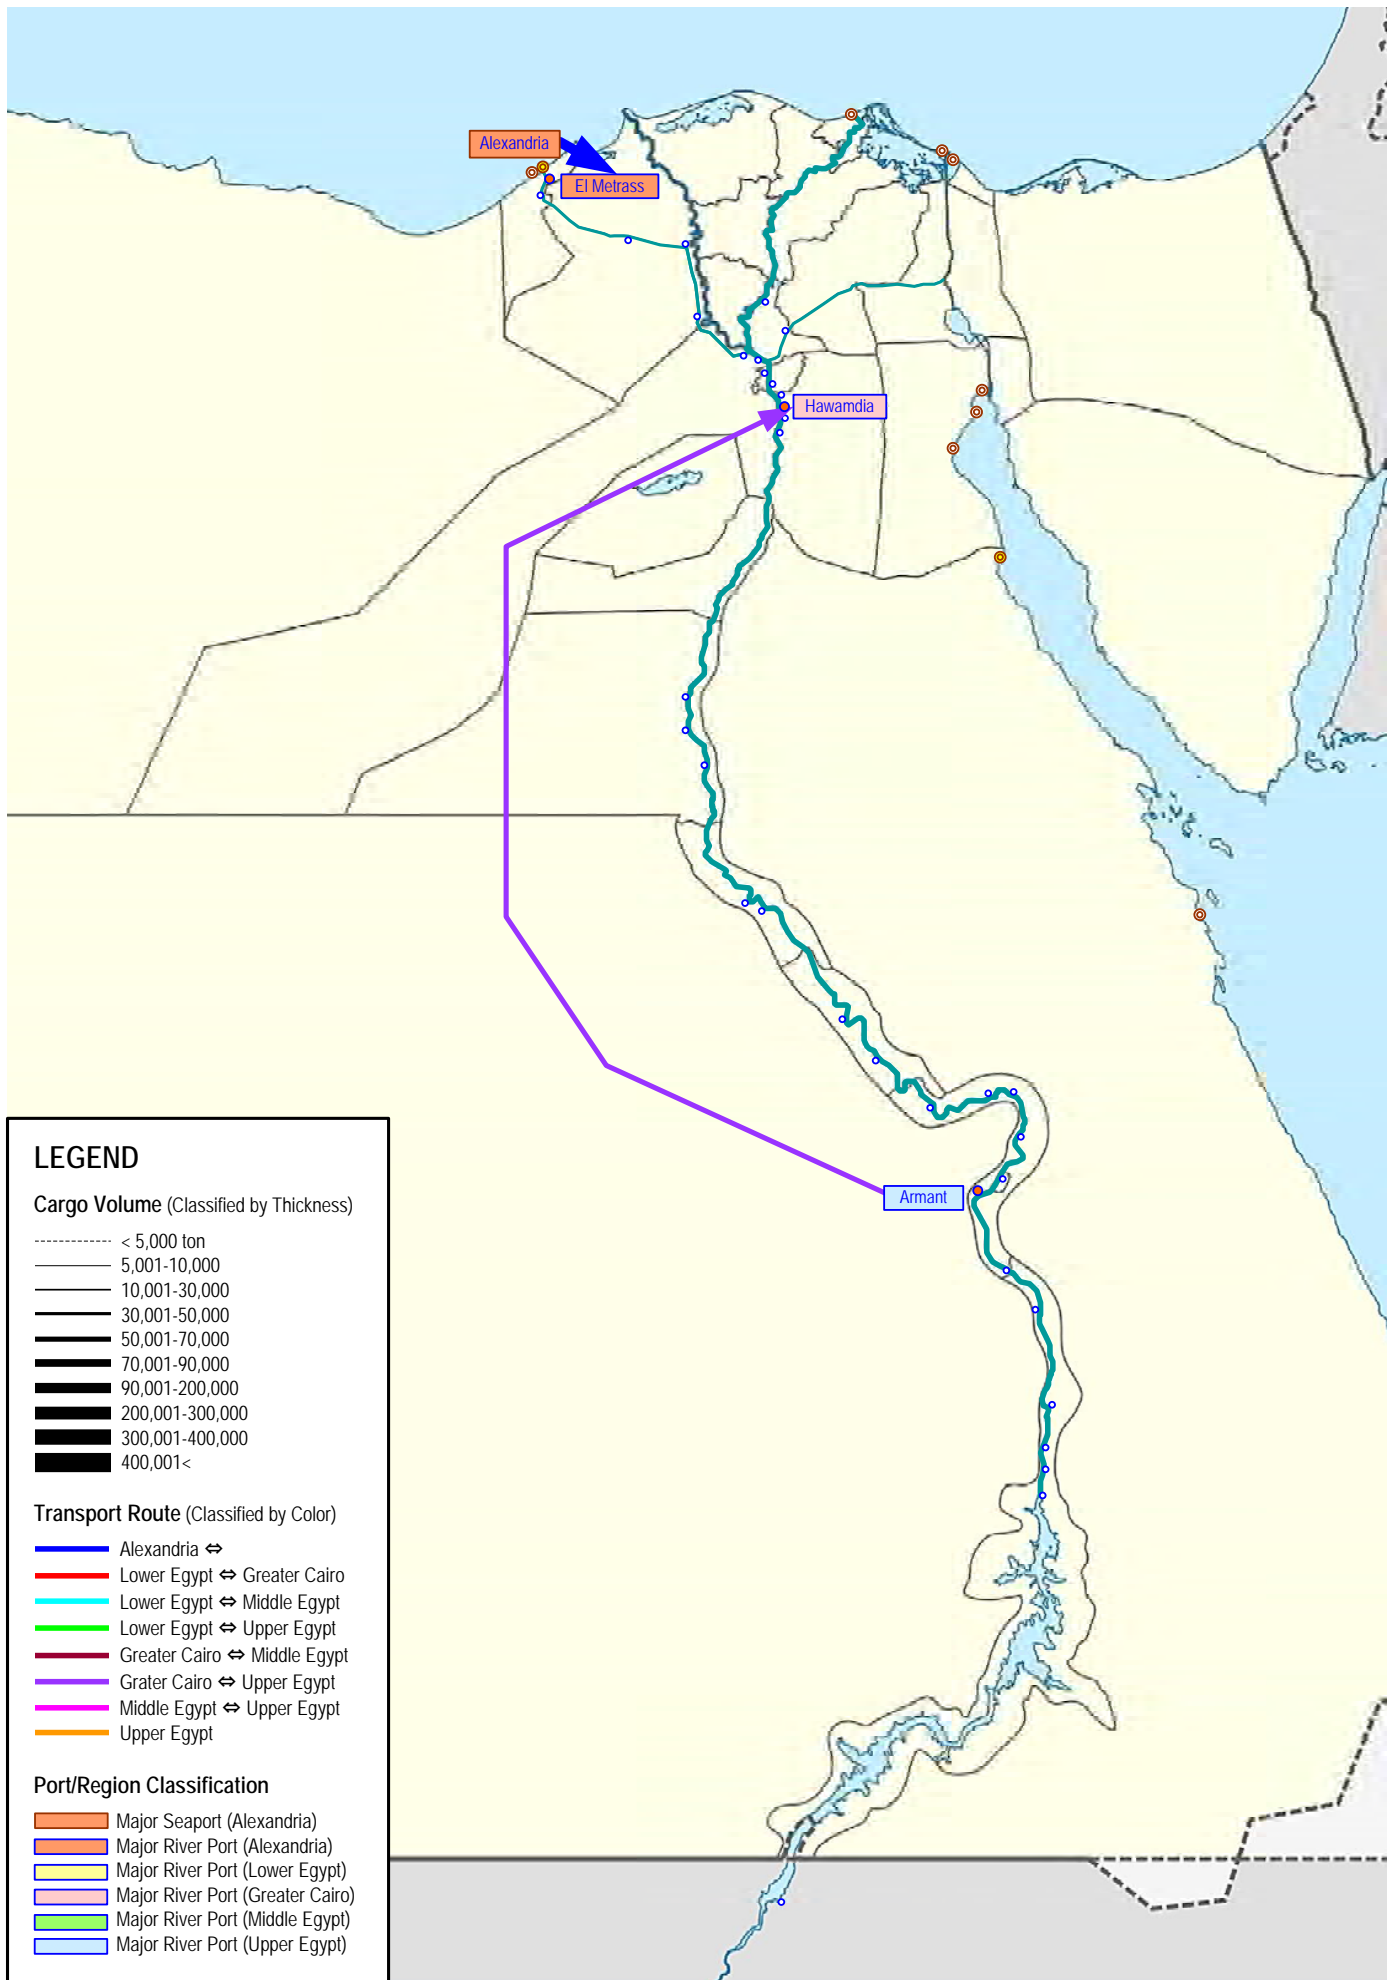 Alexandria
El Metrass
Hawamdia
Armant
LEGEND
Cargo Volume (Classified by Thickness)
< 5,000 ton
5,001-10,000
10,001-30,000
30,001-50,000
50,001-70,000
70,001-90,000
90,001-200,000
200,001-300,000
300,001-400,000
400,001<
Transport Route (Classified by Color)
Alexandria ⇔
Lower Egypt ⇔ Greater Cairo
Lower Egypt ⇔ Middle Egypt
Lower Egypt ⇔ Upper Egypt
Greater Cairo ⇔ Middle Egypt
Grater Cairo ⇔ Upper Egypt
Middle Egypt ⇔ Upper Egypt
Upper Egypt
Port/Region Classification
Major Seaport (Alexandria)
Major River Port (Alexandria)
Major River Port (Lower Egypt)
Major River Port (Greater Cairo)
Major River Port (Middle Egypt)
Major River Port (Upper Egypt)